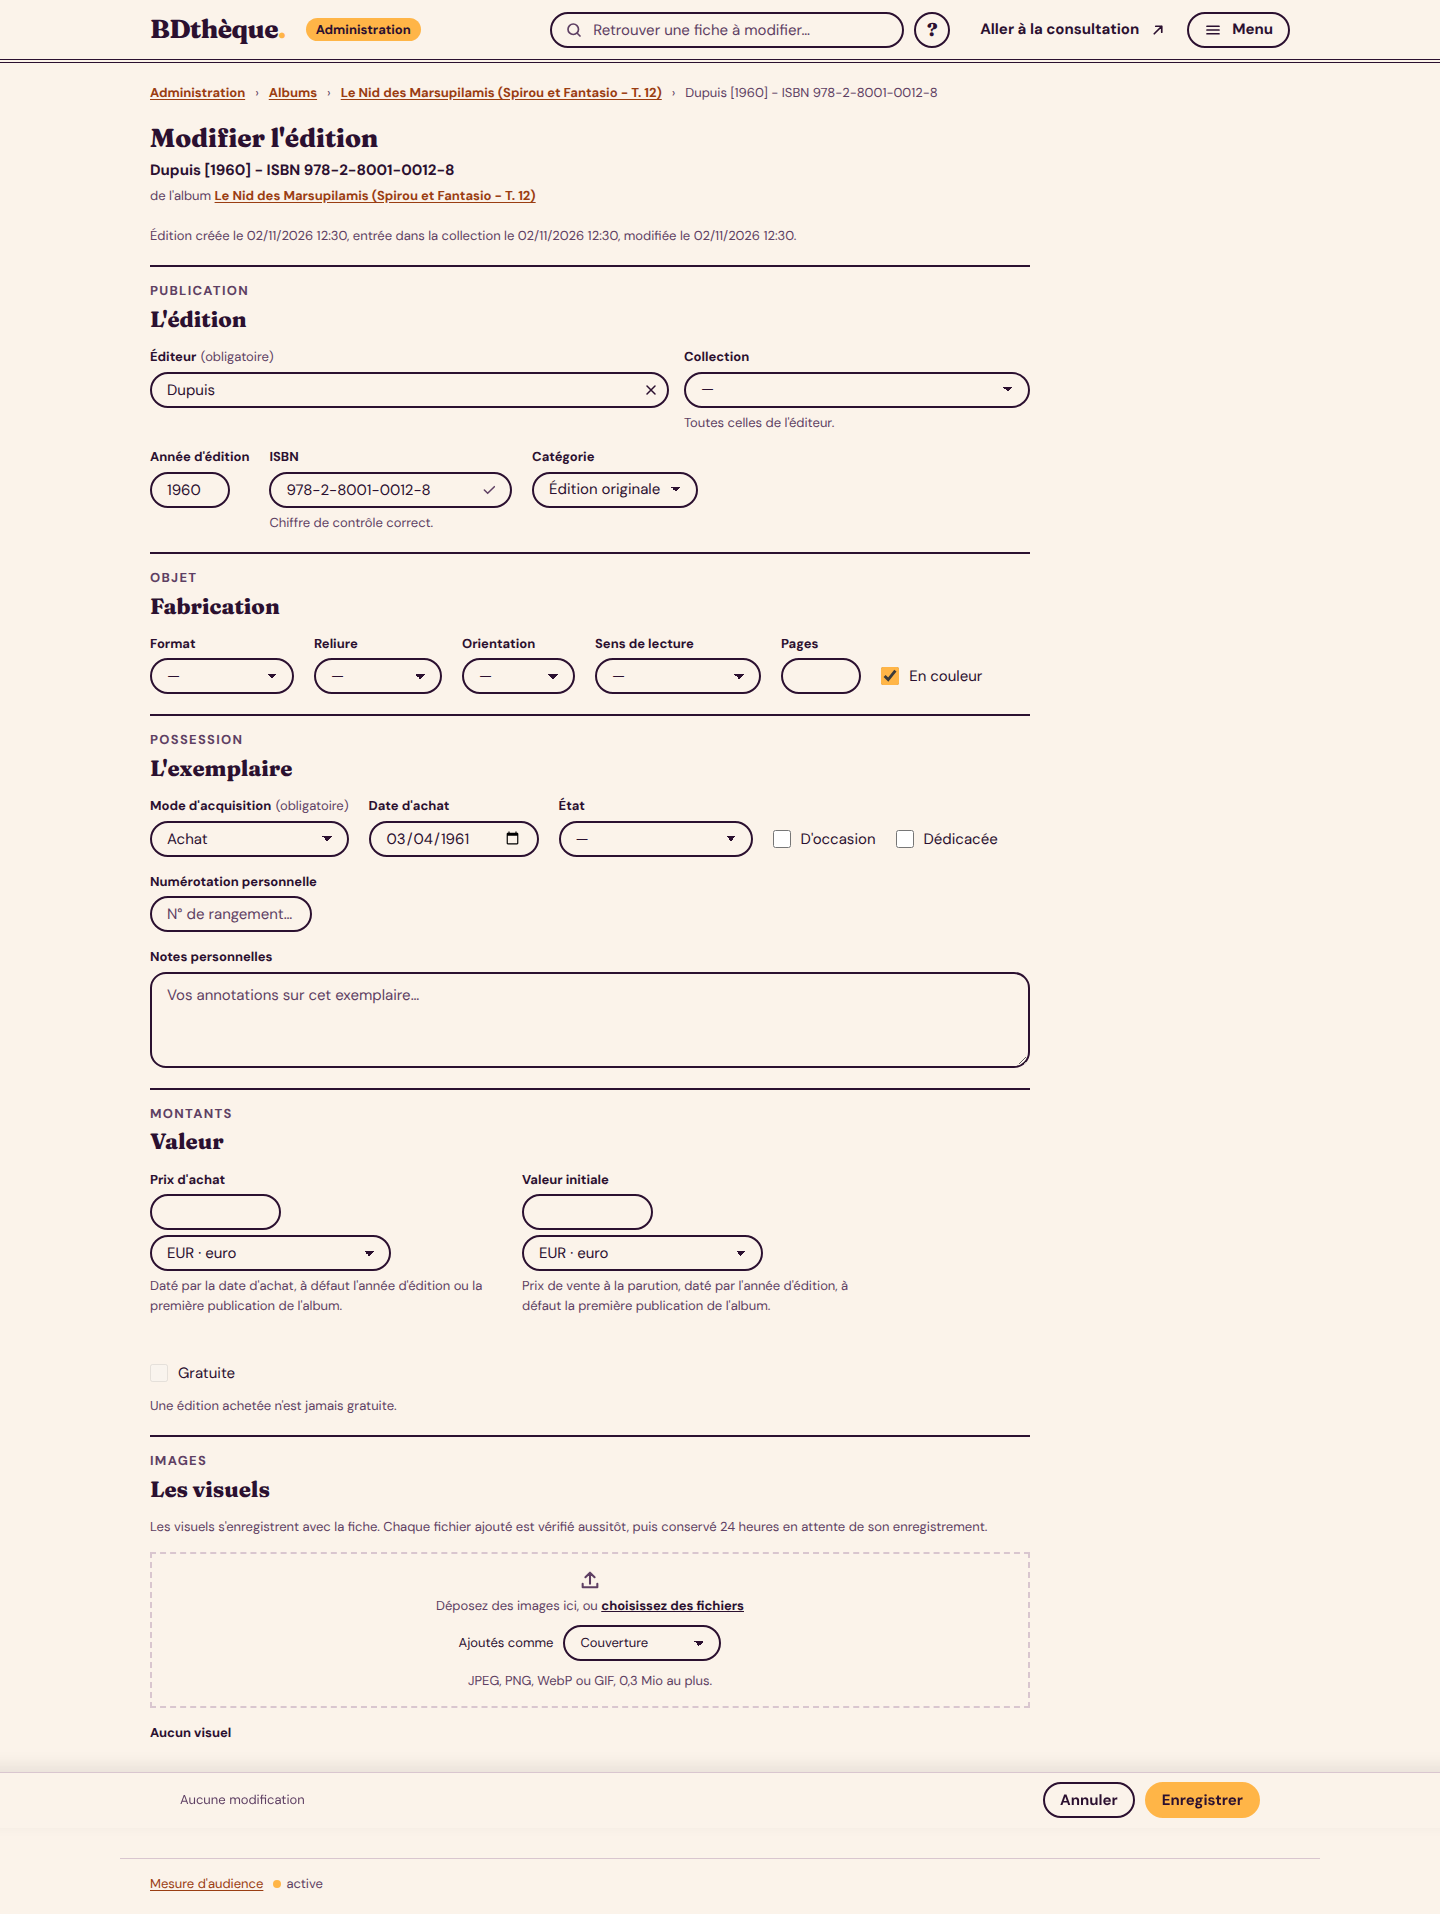 BDthèque. Administration Retrouver une fiche à modifier… ? Aller à la consultation Menu
Administration › Albums › Le Nid des Marsupilamis (Spirou et Fantasio - T. 12) › Dupuis [1960] - ISBN 978-2-8001-0012-8
Modifier l'édition
Dupuis [1960] - ISBN 978-2-8001-0012-8
de l'album Le Nid des Marsupilamis (Spirou et Fantasio - T. 12)
Édition créée le 02/11/2026 12:30, entrée dans la collection le 02/11/2026 12:30, modifiée le 02/11/2026 12:30.
PUBLICATION
L'édition
Éditeur (obligatoire) Collection
Dupuis —
Toutes celles de l'éditeur.
Année d'édition ISBN Catégorie
1960 978-2-8001-0012-8 Édition originale
Chiffre de contrôle correct.
OBJET
Fabrication
Format Reliure Orientation Sens de lecture Pages
— — — — En couleur
POSSESSION
L'exemplaire
Mode d'acquisition (obligatoire) Date d'achat État
Achat 03/04/1961 — D'occasion Dédicacée
Numérotation personnelle
N° de rangement…
Notes personnelles
Vos annotations sur cet exemplaire…
MONTANTS
Valeur
Prix d'achat Valeur initiale
EUR · euro EUR · euro
Daté par la date d'achat, à défaut l'année d'édition ou la Prix de vente à la parution, daté par l'année d'édition, à
première publication de l'album. défaut la première publication de l'album.
Gratuite
Une édition achetée n'est jamais gratuite.
IMAGES
Les visuels
Les visuels s'enregistrent avec la fiche. Chaque fichier ajouté est vérifié aussitôt, puis conservé 24 heures en attente de son enregistrement.
Déposez des images ici, ou choisissez des fichiers
Ajoutés comme Couverture
JPEG, PNG, WebP ou GIF, 0,3 Mio au plus.
Aucun visuel
Aucune modification Annuler Enregistrer
Mesure d'audience active